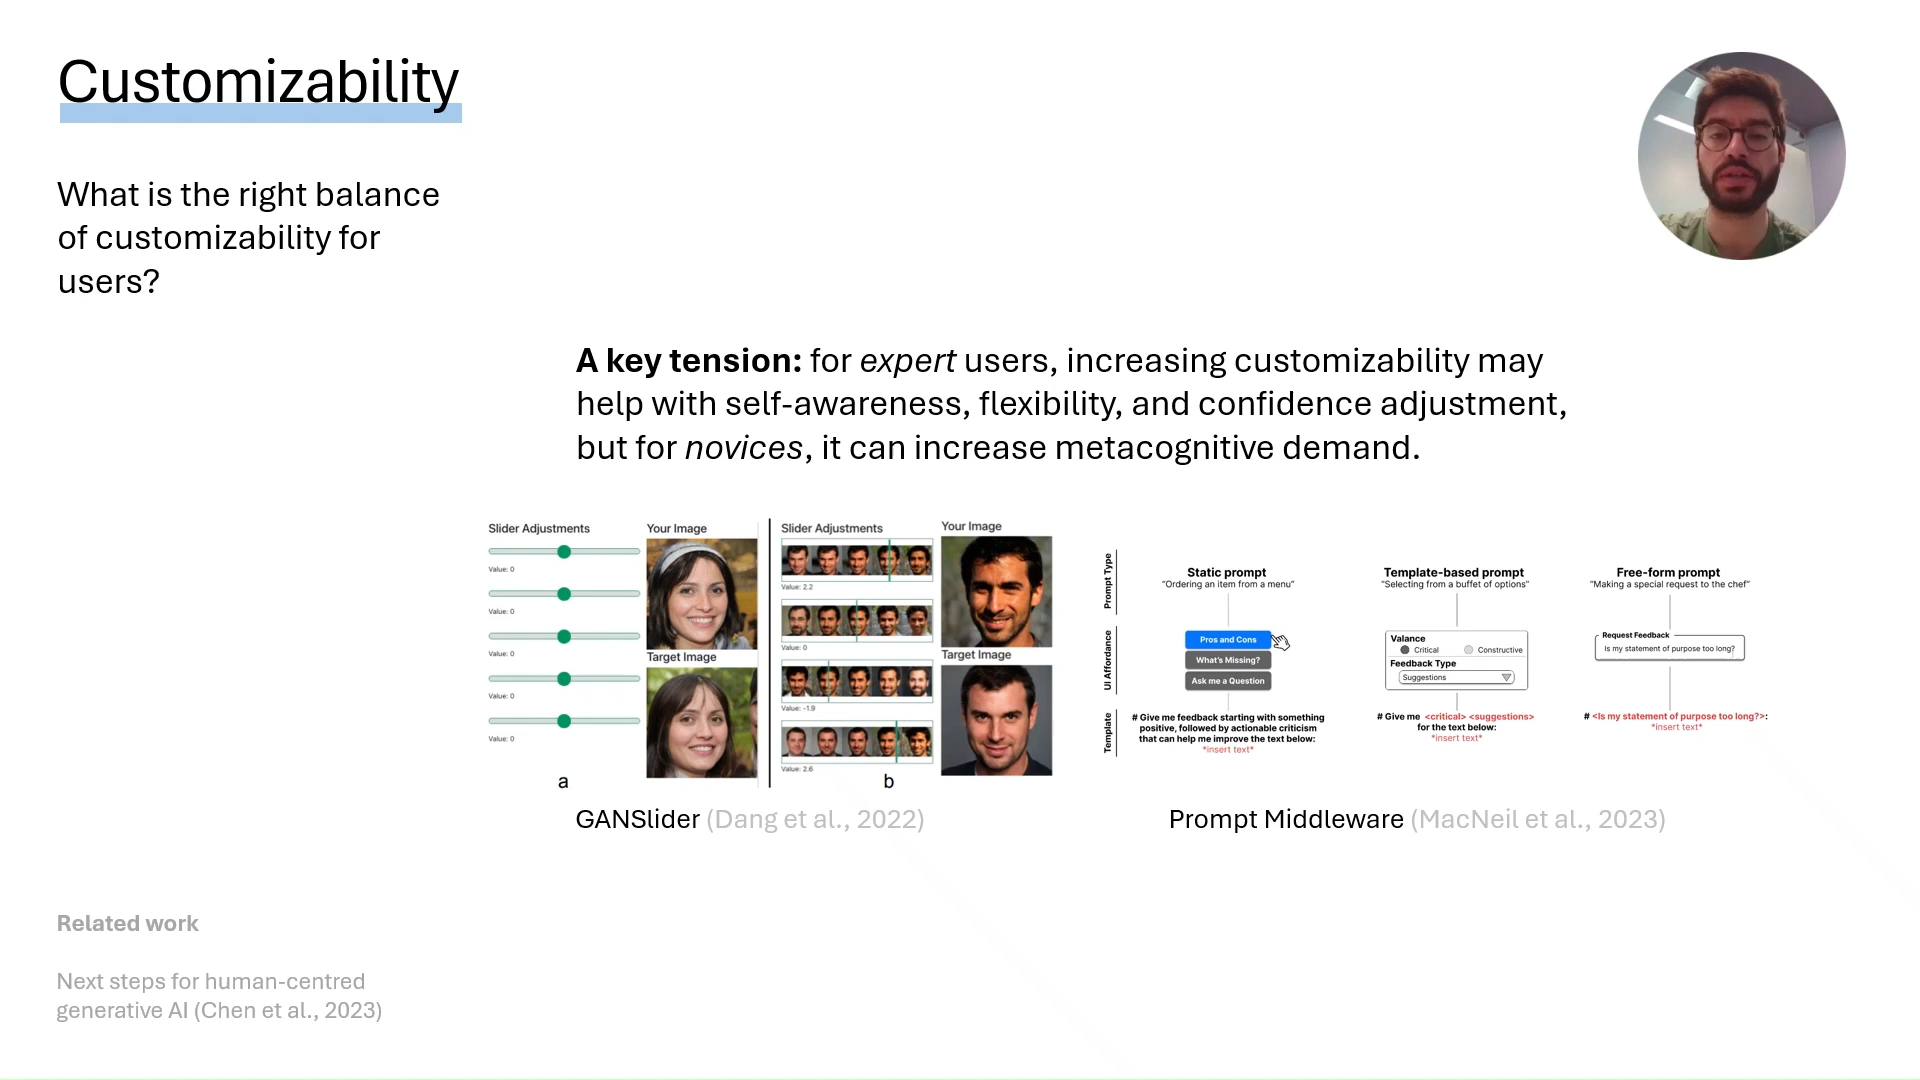 Customizability
What is the right balance
of customizability for
users?
A key tension: for expert users, increasing customizability may
help with self-awareness, flexibility, and confidence adjustment,
but for novices, it can increase metacognitive demand.
Slider Adjustments
Value: 0
Value: 0
Value: 0
Value: 0
Value: 0
Your Image
Target Image
a
Slider Adjustments
Value: 2.2
Value: 0
Value: -1.9
Value: 2.6
Your Image
Target Image
b
GANSlider (Dang et al., 2022)
Prompt Type
UI Affordance
Template
Static prompt
“Ordering an item from a menu”
Pros and Cons
What's Missing?
Ask me a Question
# Give me feedback starting with something
positive, followed by actionable criticism
that can help me improve the text below:
*insert text*
Template-based prompt
“Selecting from a buffet of options”
Valance
Critical
Constructive
Feedback Type
Suggestions
# Give me <critical> <suggestions>
for the text below:
*insert text*
Free-form prompt
“Making a special request to the chef”
Request Feedback
Is my statement of purpose too long?
# <Is my statement of purpose too long?>:
*insert text*
Prompt Middleware (MacNeil et al., 2023)
Related work
Next steps for human-centred
generative AI (Chen et al., 2023)